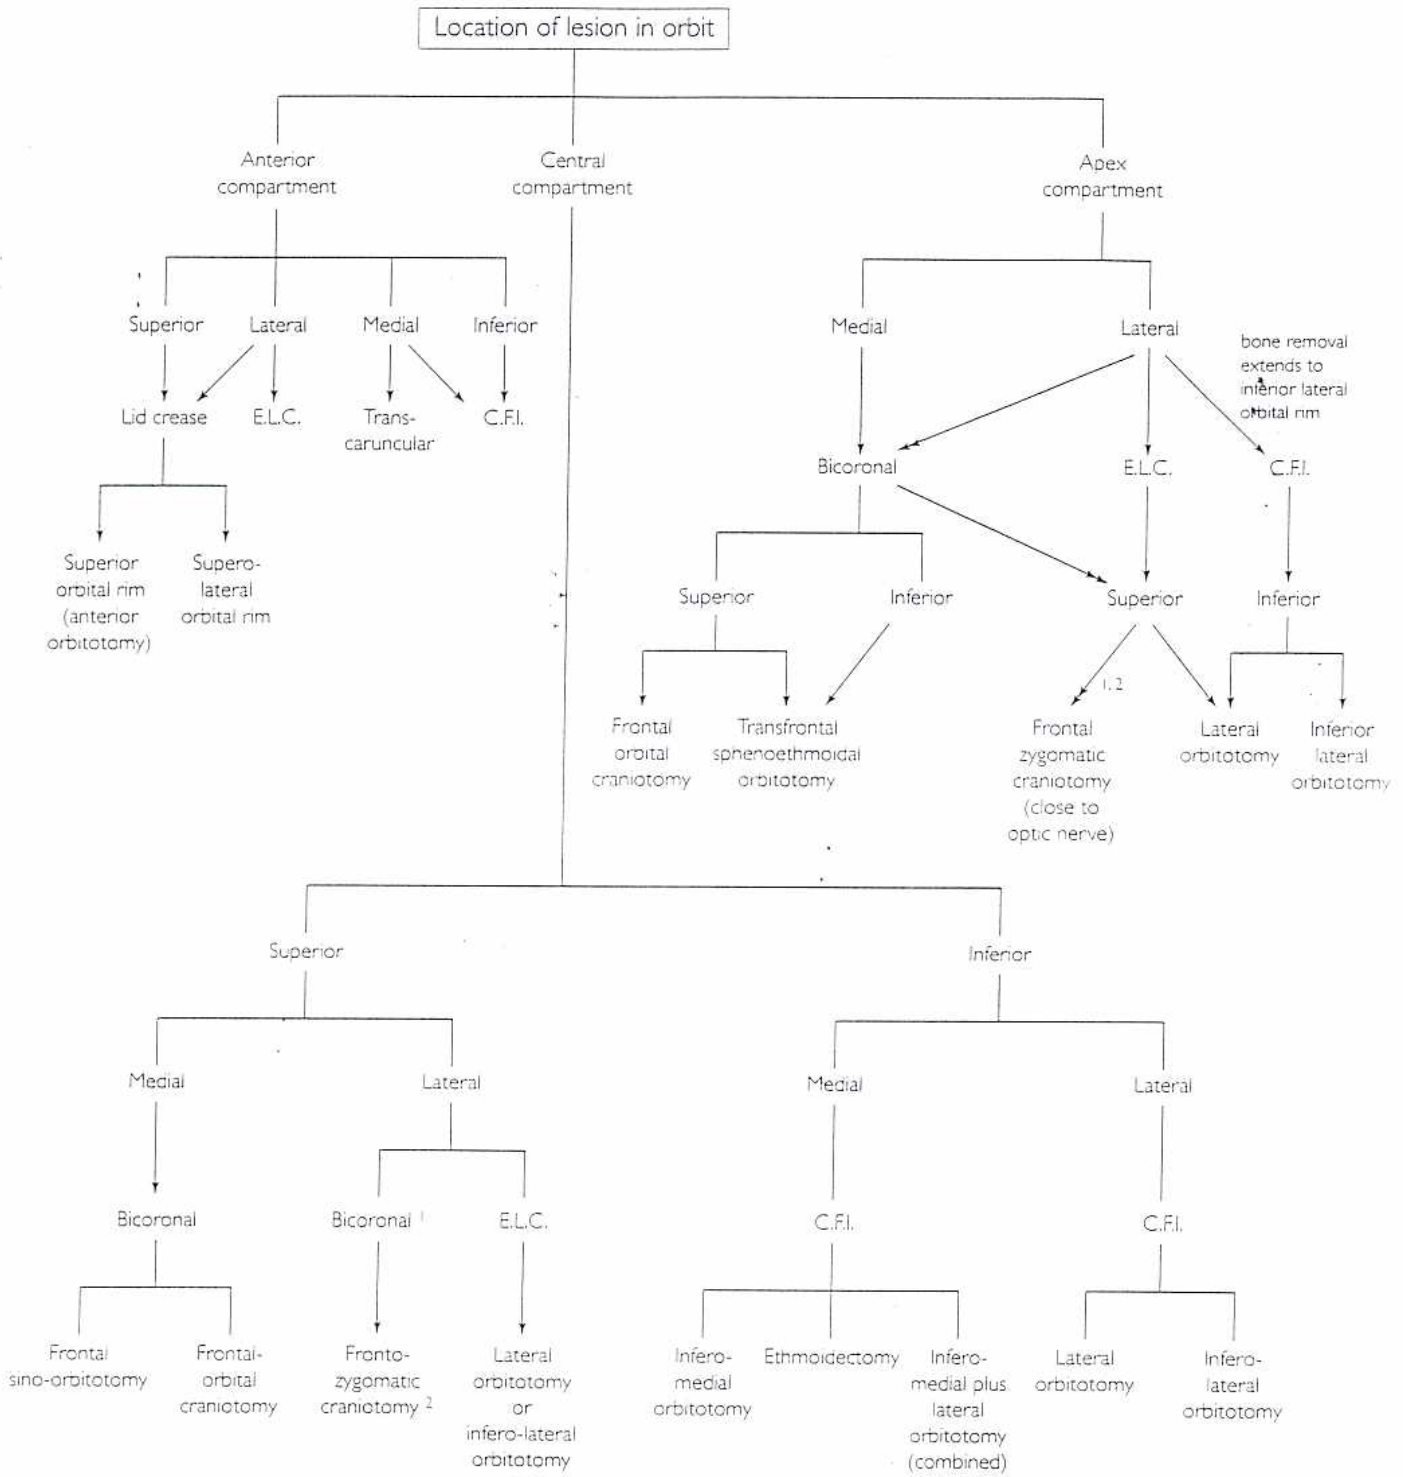 Location of lesion in orbit
Anterior
compartment
Central
compartment
Apex
compartment
Superior
Lateral
Medial
Inferior
Lid crease
E.L.C.
Trans-
caruncular
C.F.I.
Superior
orbital rim
(anterior
orbitotomy)
Supero-
lateral
orbital rim
Medial
Lateral
bone removal
extends to
inferior lateral
orbital rim
Bicoronal
E.L.C.
C.F.I.
Superior
Inferior
Superior
Inferior
1, 2
Frontal
orbital
craniotomy
Transfrontal
sphenoethmoidal
orbitotomy
Frontal
zygomatic
craniotomy
(close to
optic nerve)
Lateral
orbitotomy
Inferior
lateral
orbitotomy
Superior
Inferior
Medial
Lateral
Medial
Lateral
Bicoronal
Bicoronal 1
E.L.C.
C.F.I.
C.F.I.
Frontal
sino-orbitotomy
Frontal-
orbital
craniotomy
Fronto-
zygomatic
craniotomy 2
Lateral
orbitotomy
or
infero-lateral
orbitotomy
Infero-
medial
orbitotomy
Ethmoidectomy
Infero-
medial plus
lateral
orbitotomy
(combined)
Lateral
orbitotomy
Infero-
lateral
orbitotomy